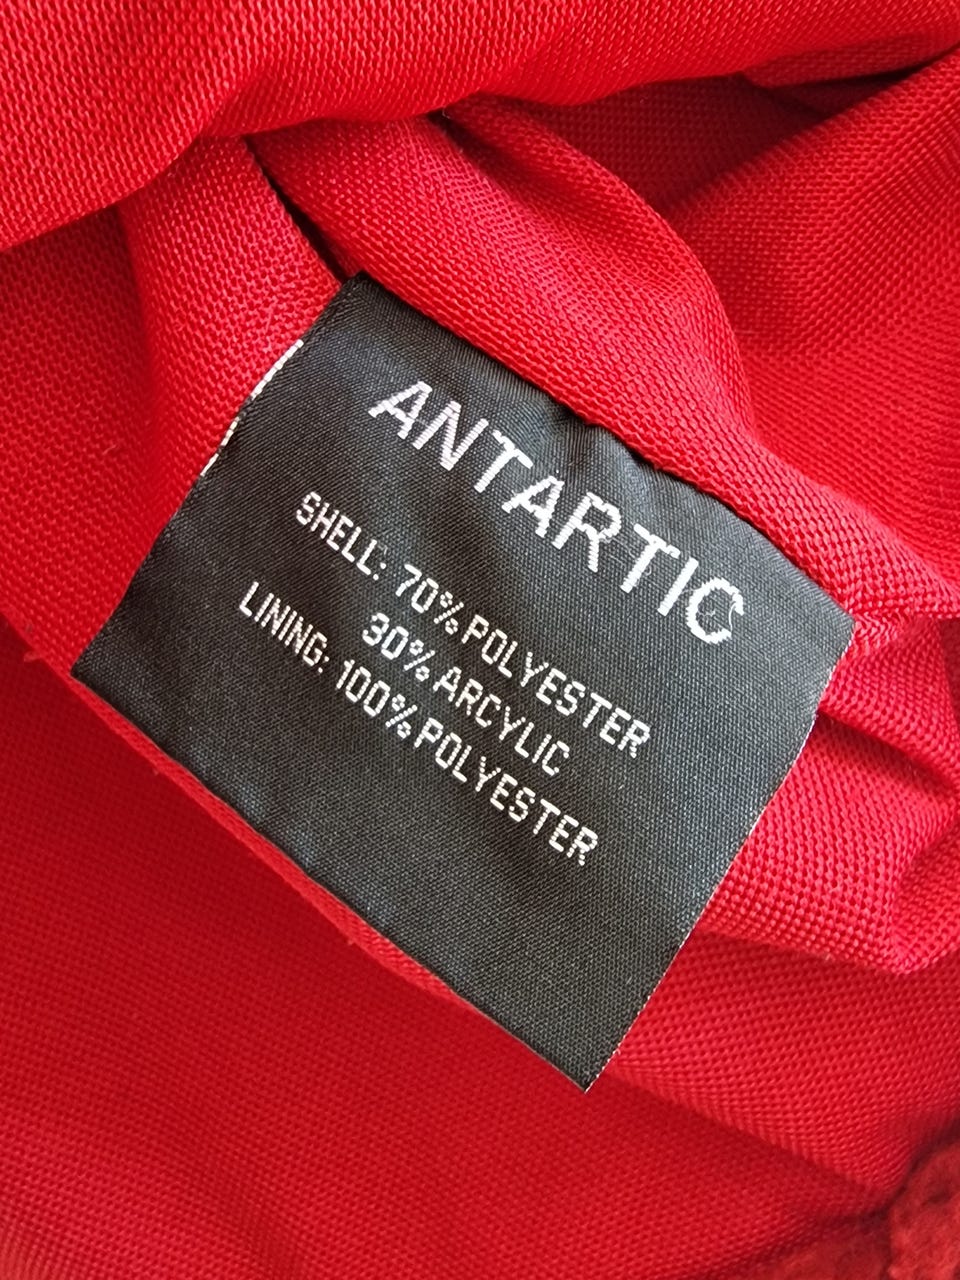 ANTARTIC
SHELL: 70% POLYESTER
30% ARCYLIC
LINING: 100% POLYESTER